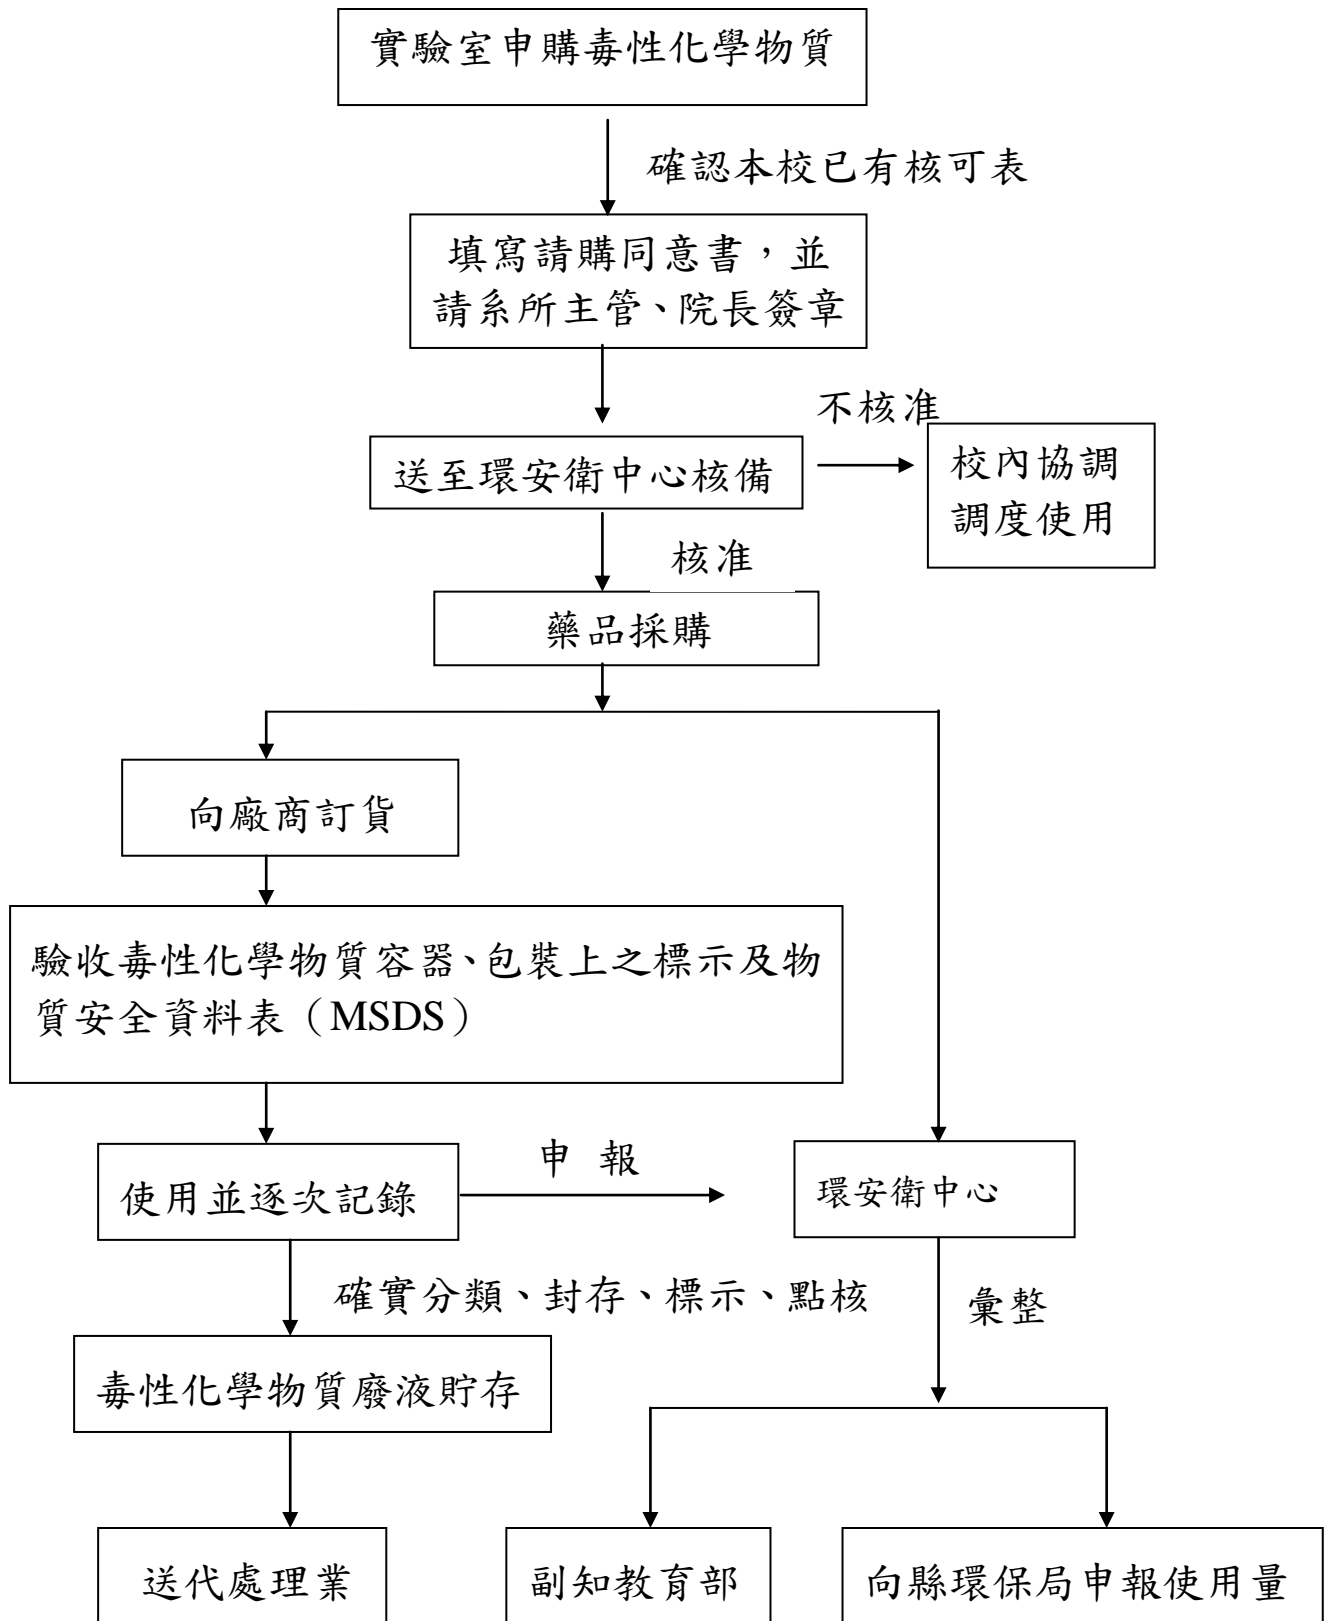 實驗室申購毒性化學物質
確認本校已有核可表
填寫請購同意書，並
請系所主管、院長簽章
不核准
送至環安衛中心核備
校內協調
調度使用
核准
藥品採購
向廠商訂貨
驗收毒性化學物質容器、包裝上之標示及物
質安全資料表（MSDS）
申 報
使用並逐次記錄
環安衛中心
確實分類、封存、標示、點核
彙整
毒性化學物質廢液貯存
送代處理業
副知教育部
向縣環保局申報使用量